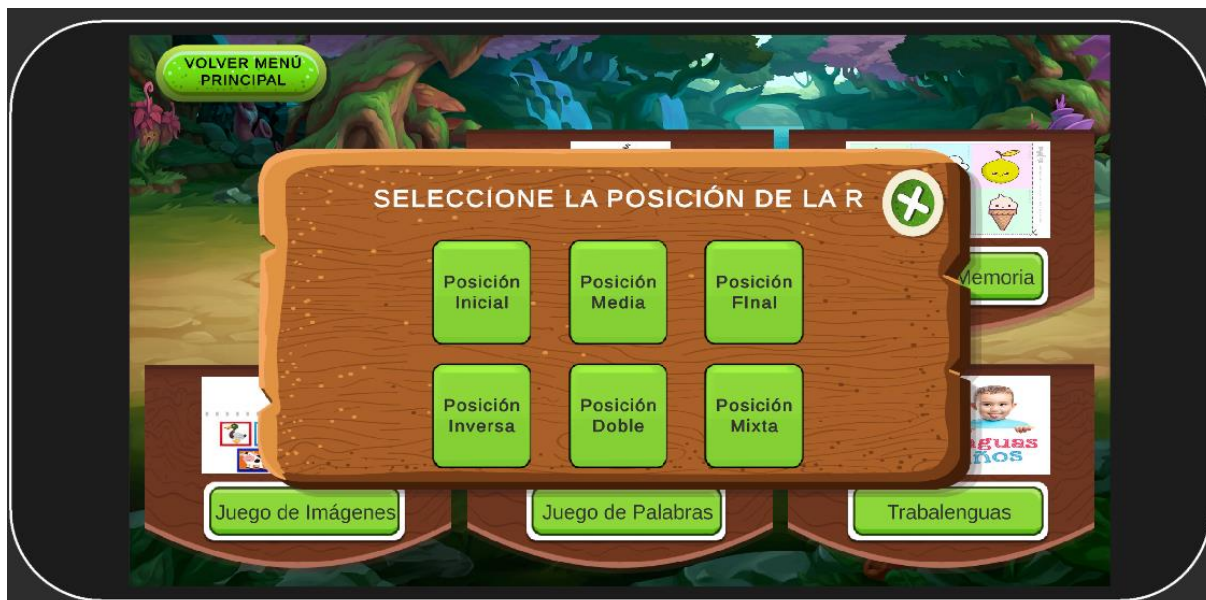 VOLVER MENÚ
PRINCIPAL
SELECCIONE LA POSICIÓN DE LA R
Posición
Inicial
Posición
Media
Posición
FInal
Memoria
Posición
Inversa
Posición
Doble
Posición
Mixta
Juego de Imágenes
Juego de Palabras
Trabalenguas